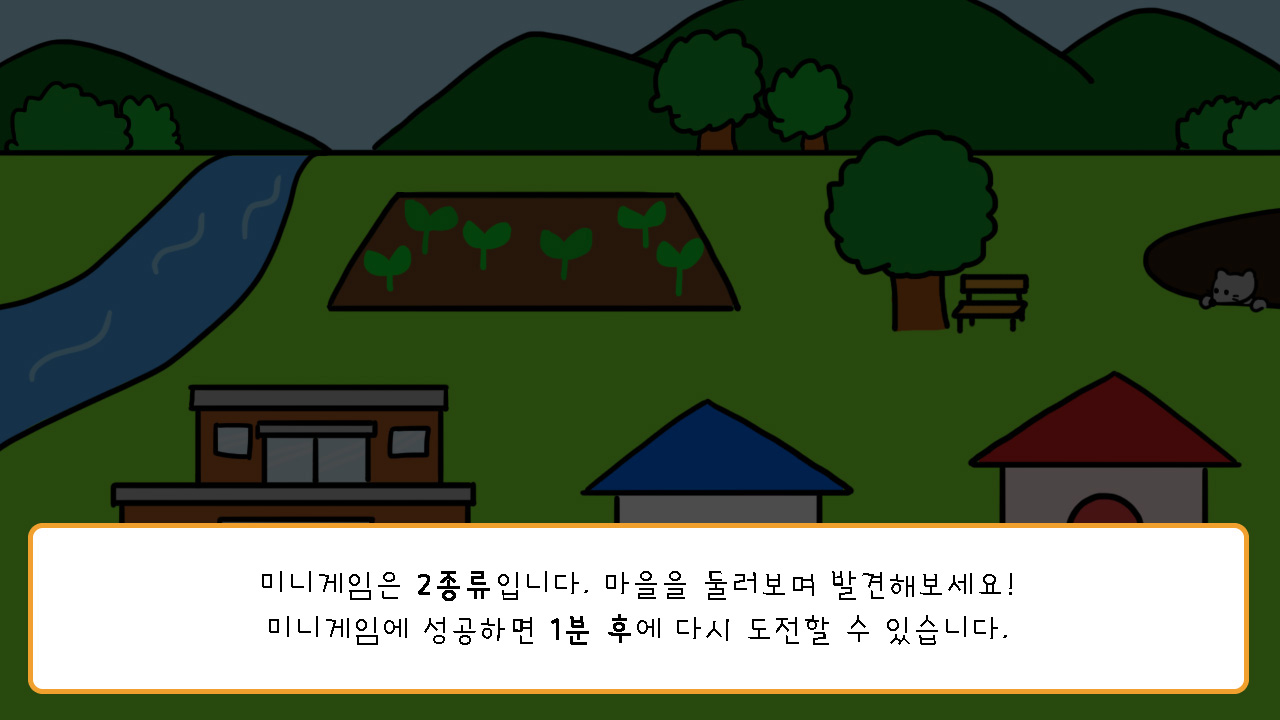 미니게임은 2종류입니다. 마을을 둘러보며 발견해보세요!
미니게임에 성공하면 1분 후에 다시 도전할 수 있습니다.